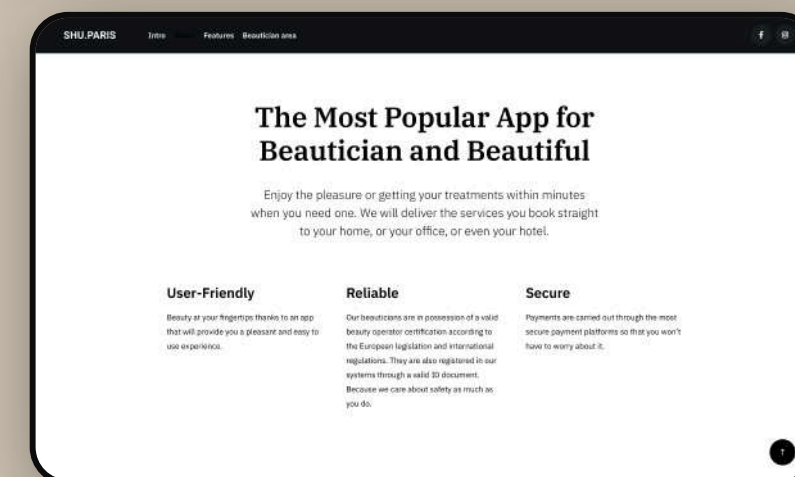 SHU.PARIS Intro Features Beautician area
The Most Popular App for
Beautician and Beautiful
Enjoy the pleasure or getting your treatments within minutes
when you need one. We will deliver the services you book straight
to your home, or your office, or even your hotel.
User-Friendly
Beauty at your fingertips thanks to an app
that will provide you a pleasant and easy to
use experience.
Reliable
Our beauticians are in possession of a valid
beauty operator certification according to
the European legislation and international
regulations. They are also registered in our
systems through a valid ID document.
Because we care about safety as much as
you do.
Secure
Payments are carried out through the most
secure payment platforms so that you won't
have to worry about it.